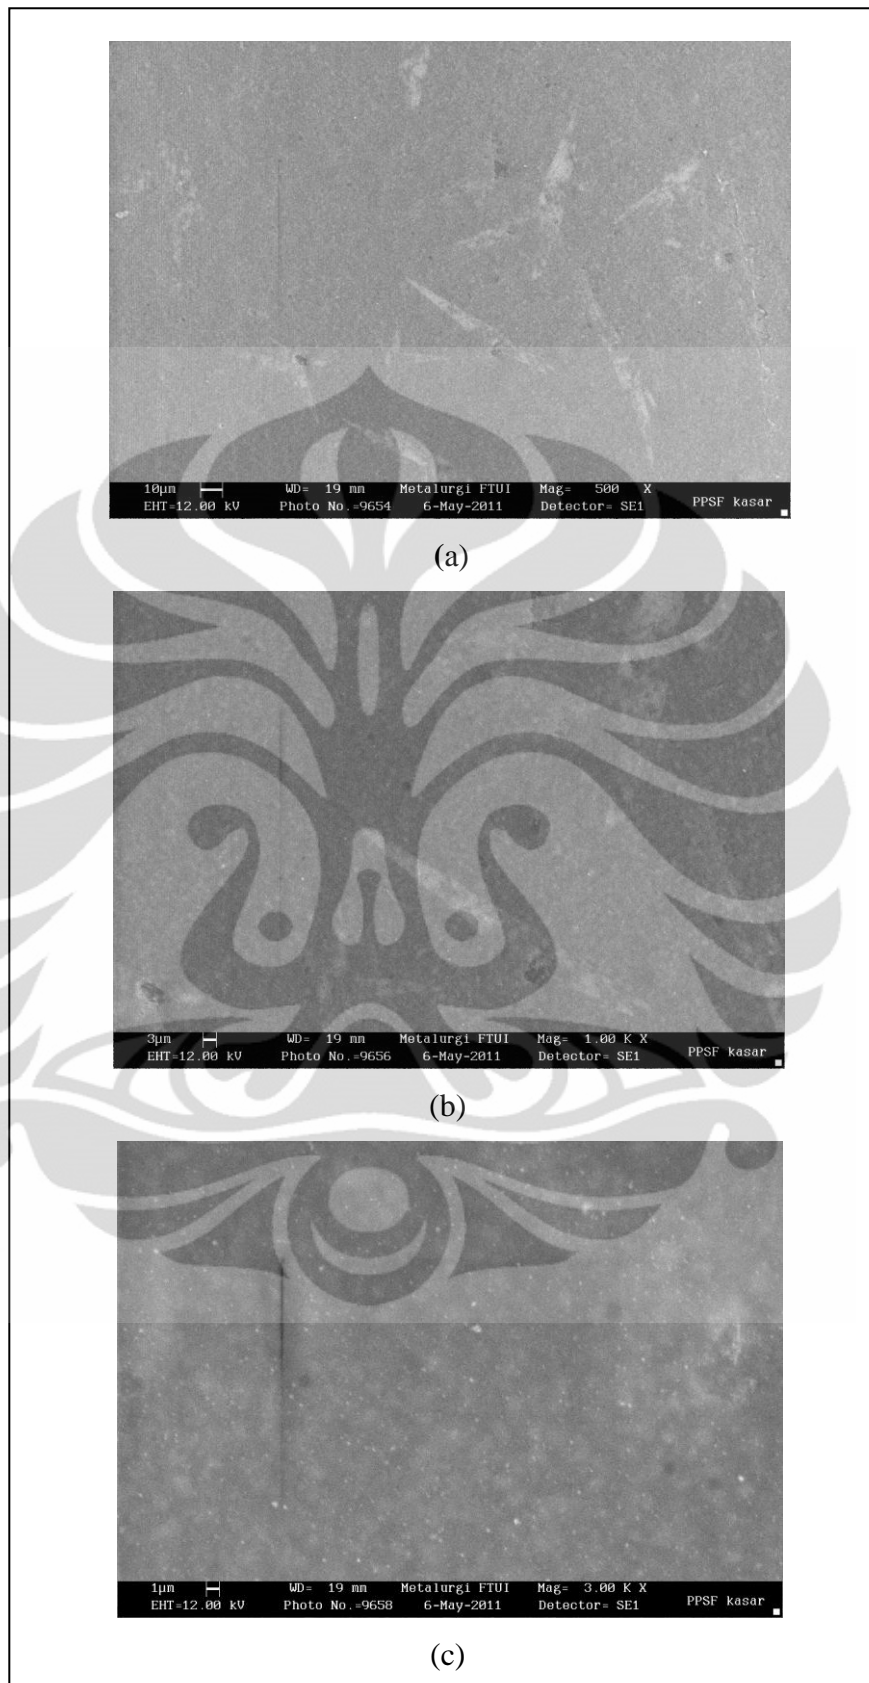 10µm WD= 19 mm Metalurgi FTUI Mag= 500 X
EHT=12.00 kV Photo No.=9654 6-May-2011 Detector= SE1 PPSF kasar
(a)
3µm WD= 19 mm Metalurgi FTUI Mag= 1.00 K X
EHT=12.00 kV Photo No.=9656 6-May-2011 Detector= SE1 PPSF kasar
(b)
1µm WD= 19 mm Metalurgi FTUI Mag= 3.00 K X
EHT=12.00 kV Photo No.=9658 6-May-2011 Detector= SE1 PPSF kasar
(c)